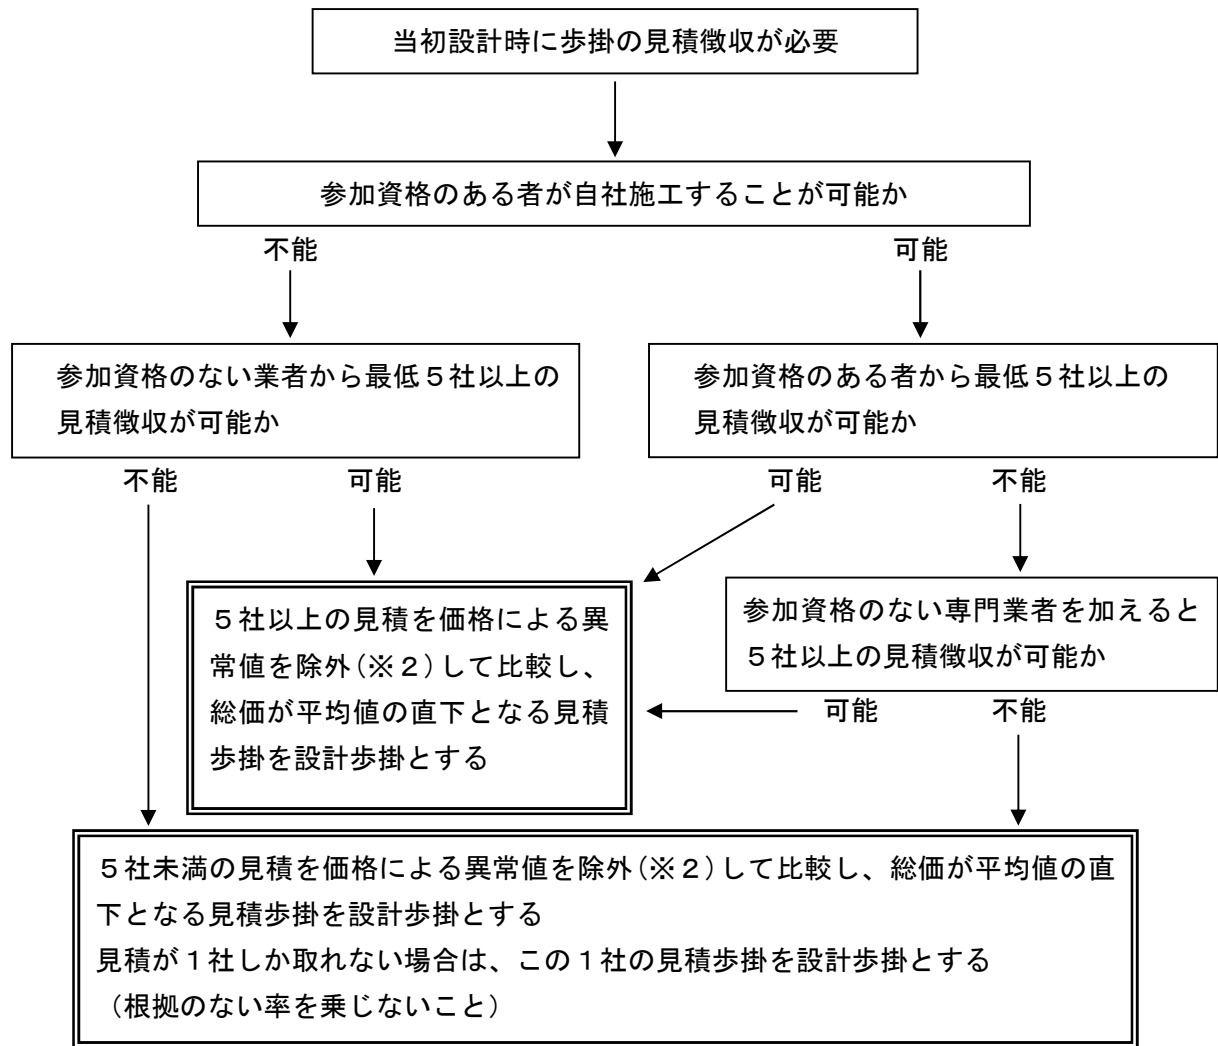 当初設計時に歩掛の見積徴収が必要
参加資格のある者が自社施工することが可能か
不能
可能
参加資格のない業者から最低５社以上の
見積徴収が可能か
参加資格のある者から最低５社以上の
見積徴収が可能か
不能
可能
可能
不能
５社以上の見積を価格による異
常値を除外(※２)して比較し、
総価が平均値の直下となる見積
歩掛を設計歩掛とする
参加資格のない専門業者を加えると
５社以上の見積徴収が可能か
可能
不能
５社未満の見積を価格による異常値を除外(※２)して比較し、総価が平均値の直
下となる見積歩掛を設計歩掛とする
見積が１社しか取れない場合は、この１社の見積歩掛を設計歩掛とする
（根拠のない率を乗じないこと）